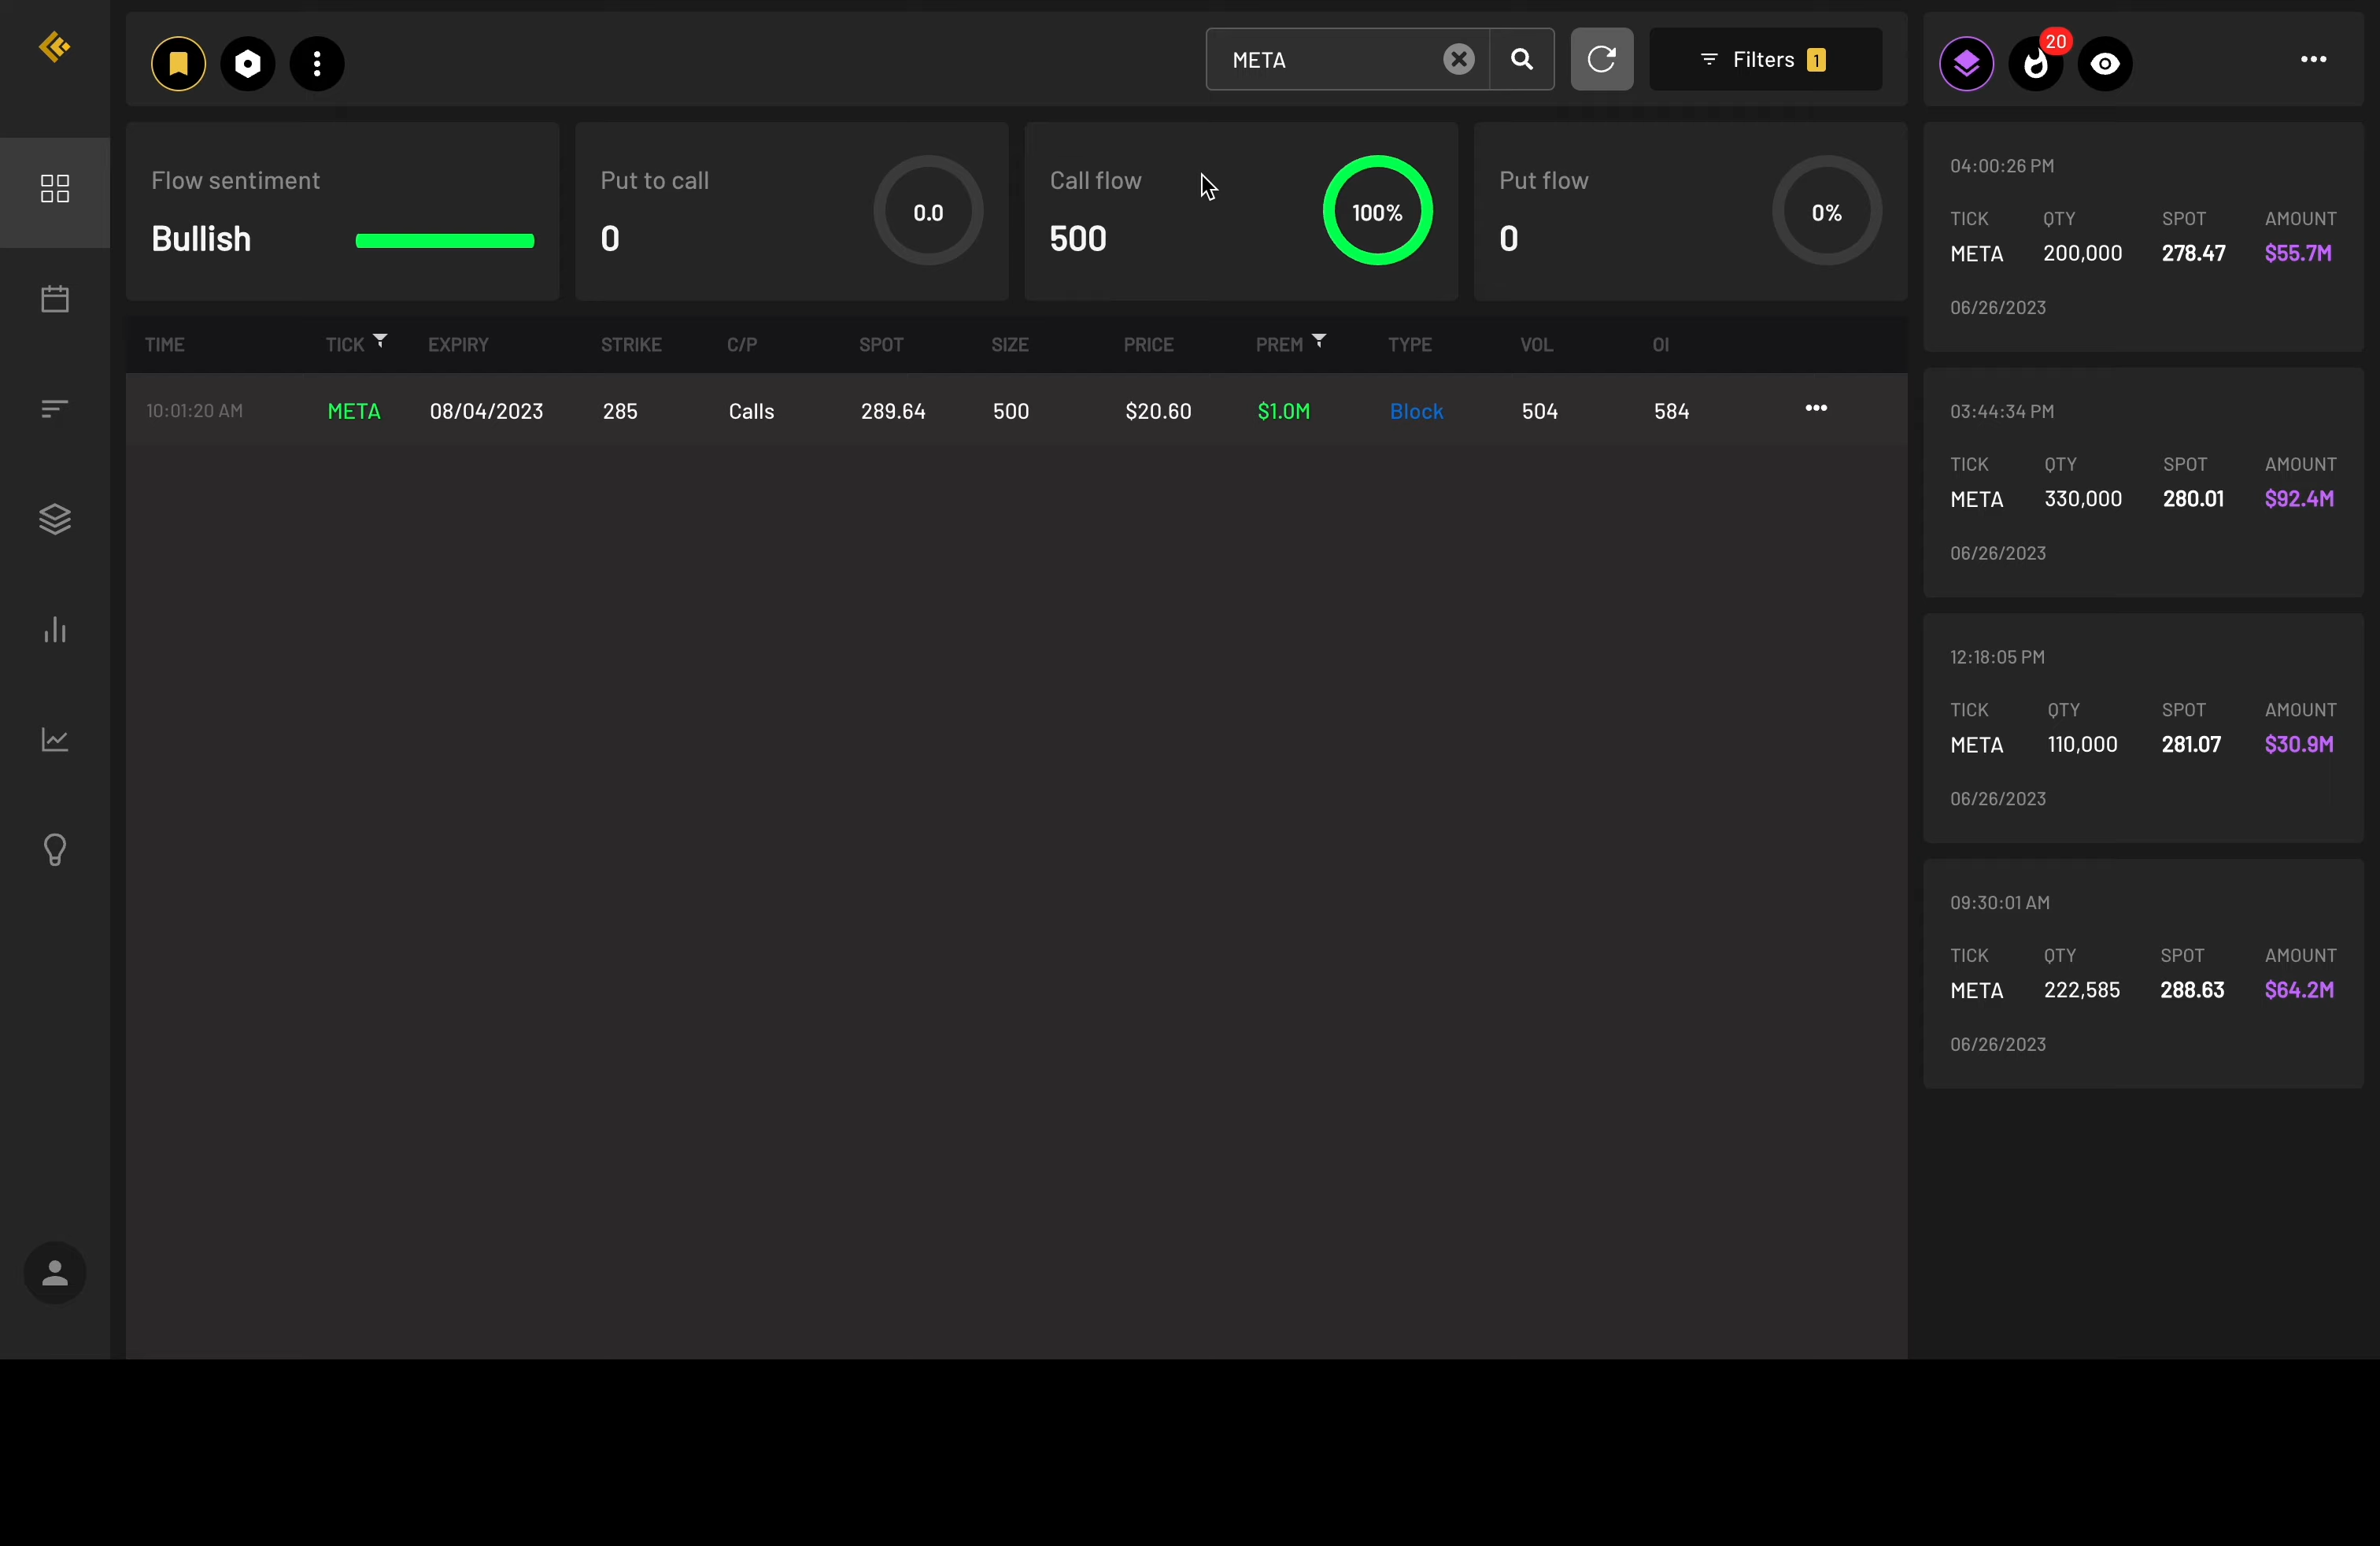 META
Filters 1
20
Flow sentiment
Bullish
Put to call
0
0.0
Call flow
500
100%
Put flow
0
0%
TIME TICK EXPIRY STRIKE C/P SPOT SIZE PRICE PREM TYPE VOL OI
10:01:20 AM META 08/04/2023 285 Calls 289.64 500 $20.60 $1.0M Block 504 584
04:00:26 PM
TICK QTY SPOT AMOUNT
META 200,000 278.47 $55.7M
06/26/2023
03:44:34 PM
TICK QTY SPOT AMOUNT
META 330,000 280.01 $92.4M
06/26/2023
12:18:05 PM
TICK QTY SPOT AMOUNT
META 110,000 281.07 $30.9M
06/26/2023
09:30:01 AM
TICK QTY SPOT AMOUNT
META 222,585 288.63 $64.2M
06/26/2023